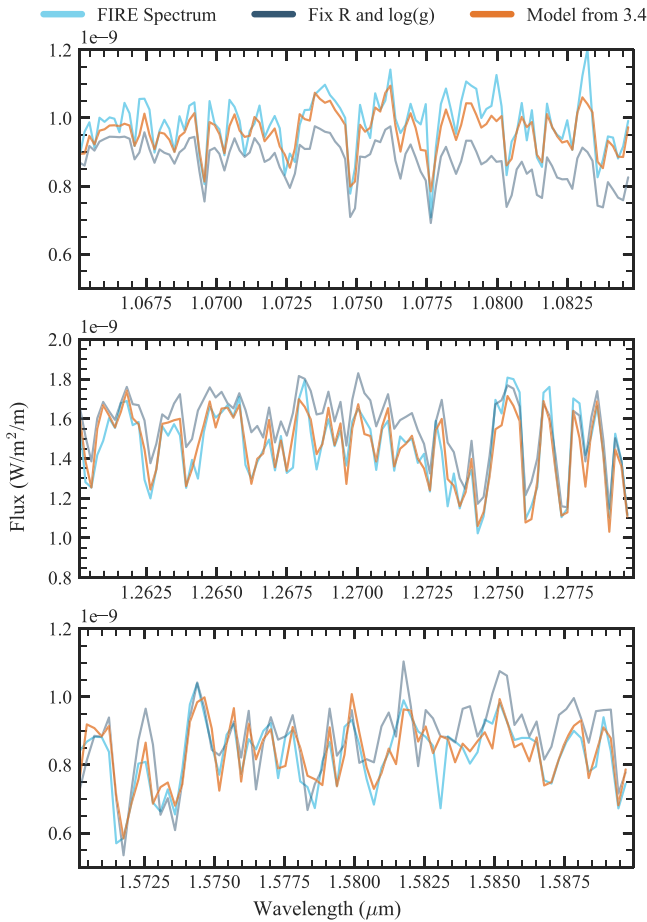 FIRE Spectrum Fix R and log(g) Model from 3.4
1e−9
1.2
1.0
0.8
0.6
1.0675 1.0700 1.0725 1.0750 1.0775 1.0800 1.0825
1e−9
2.0
1.8
1.6
1.4
1.2
1.0
0.8
1.2625 1.2650 1.2675 1.2700 1.2725 1.2750 1.2775
Flux (W/m²/m)
1e−9
1.2
1.0
0.8
0.6
1.5725 1.5750 1.5775 1.5800 1.5825 1.5850 1.5875
Wavelength (μm)